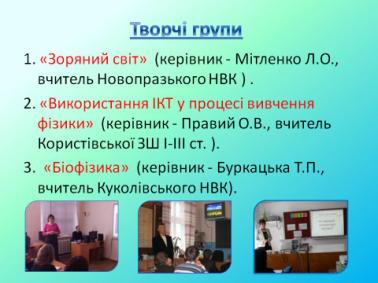 Творчі групи
1. «Зоряний світ» (керівник - Мітленко Л.О.,
вчитель Новопразького НВК ) .
2. «Використання ІКТ у процесі вивчення
фізики» (керівник - Правий О.В., вчитель
Користівської ЗШ І-ІІІ ст. ).
3. «Біофізика» (керівник - Буркацька Т.П.,
вчитель Куколівського НВК).